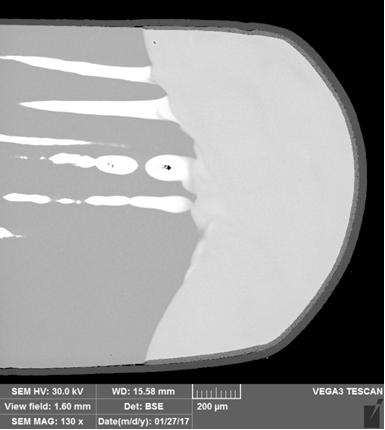 SEM HV: 30.0 kV WD: 15.58 mm VEGA3 TESCAN
View field: 1.60 mm Det: BSE 200 µm
SEM MAG: 130 x Date(m/d/y): 01/27/17